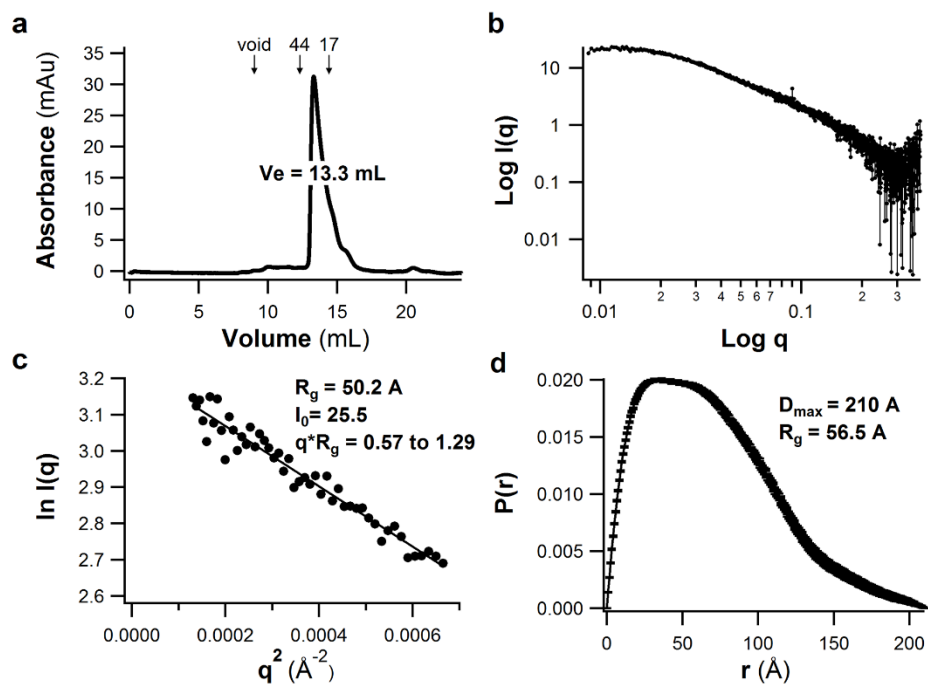 a
void 44 17
35
30
25
20
15
10
5
0
Absorbance (mAu)
Ve = 13.3 mL
0 5 10 15 20
Volume (mL)
b
10
1
0.1
0.01
Log I(q)
0.01 2 3 4 5 6 7 0.1 2 3
Log q
c
3.2
3.1
3.0
2.9
2.8
2.7
2.6
ln I(q)
Rg = 50.2 A
I0= 25.5
q*Rg = 0.57 to 1.29
0.0000 0.0002 0.0004 0.0006
q² (Å⁻²)
d
0.020
0.015
0.010
0.005
0.000
P(r)
Dmax = 210 A
Rg = 56.5 A
0 50 100 150 200
r (Å)